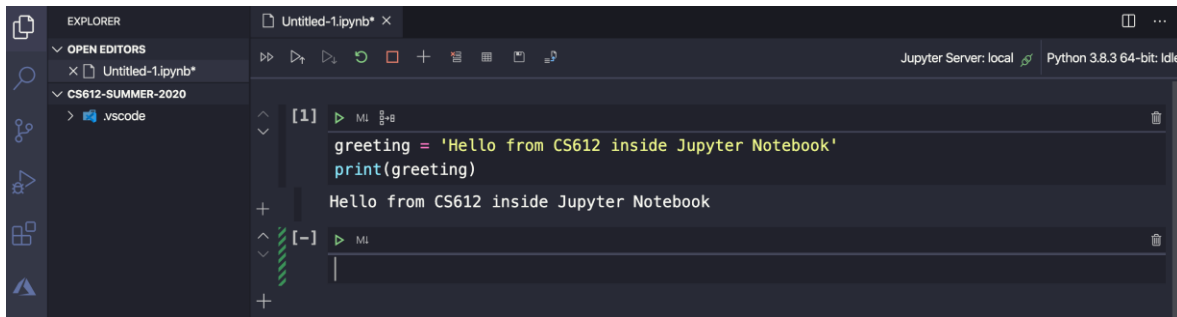 EXPLORER
Untitled-1.ipynb*
OPEN EDITORS
Untitled-1.ipynb*
Jupyter Server: local
Python 3.8.3 64-bit: Idle
CS612-SUMMER-2020
.vscode
[1]
M↓
greeting = 'Hello from CS612 inside Jupyter Notebook'
print(greeting)
Hello from CS612 inside Jupyter Notebook
[-]
M↓